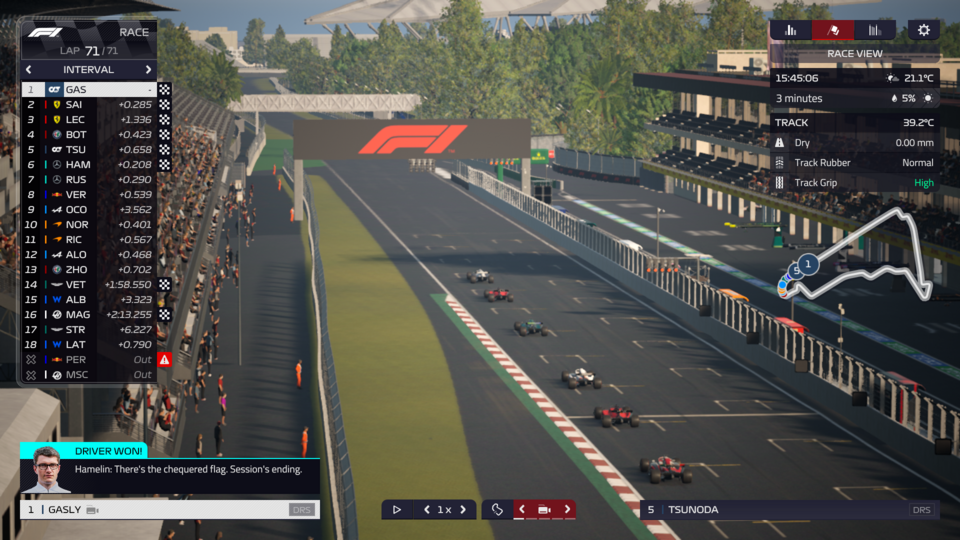 F1
RACE
LAP 71/71
INTERVAL
1 GAS -
2 SAI +0.285
3 LEC +1.336
4 BOT +0.423
5 TSU +0.658
6 HAM +0.208
7 RUS +0.290
8 VER +0.539
9 OCO +3.562
10 NOR +0.401
11 RIC +0.567
12 ALO +0.468
13 ZHO +0.702
14 VET +1:58.550
15 ALB +3.323
16 MAG +2:13.255
17 STR +6.227
18 LAT +0.790
PER Out
MSC Out
DRIVER WON!
Hamelin: There's the chequered flag. Session's ending.
1 GASLY DRS
1x
5 TSUNODA DRS
F1
RACE VIEW
15:45:06 21.1°C
3 minutes 5%
TRACK 39.2°C
Dry 0.00 mm
Track Rubber Normal
Track Grip High
5 1